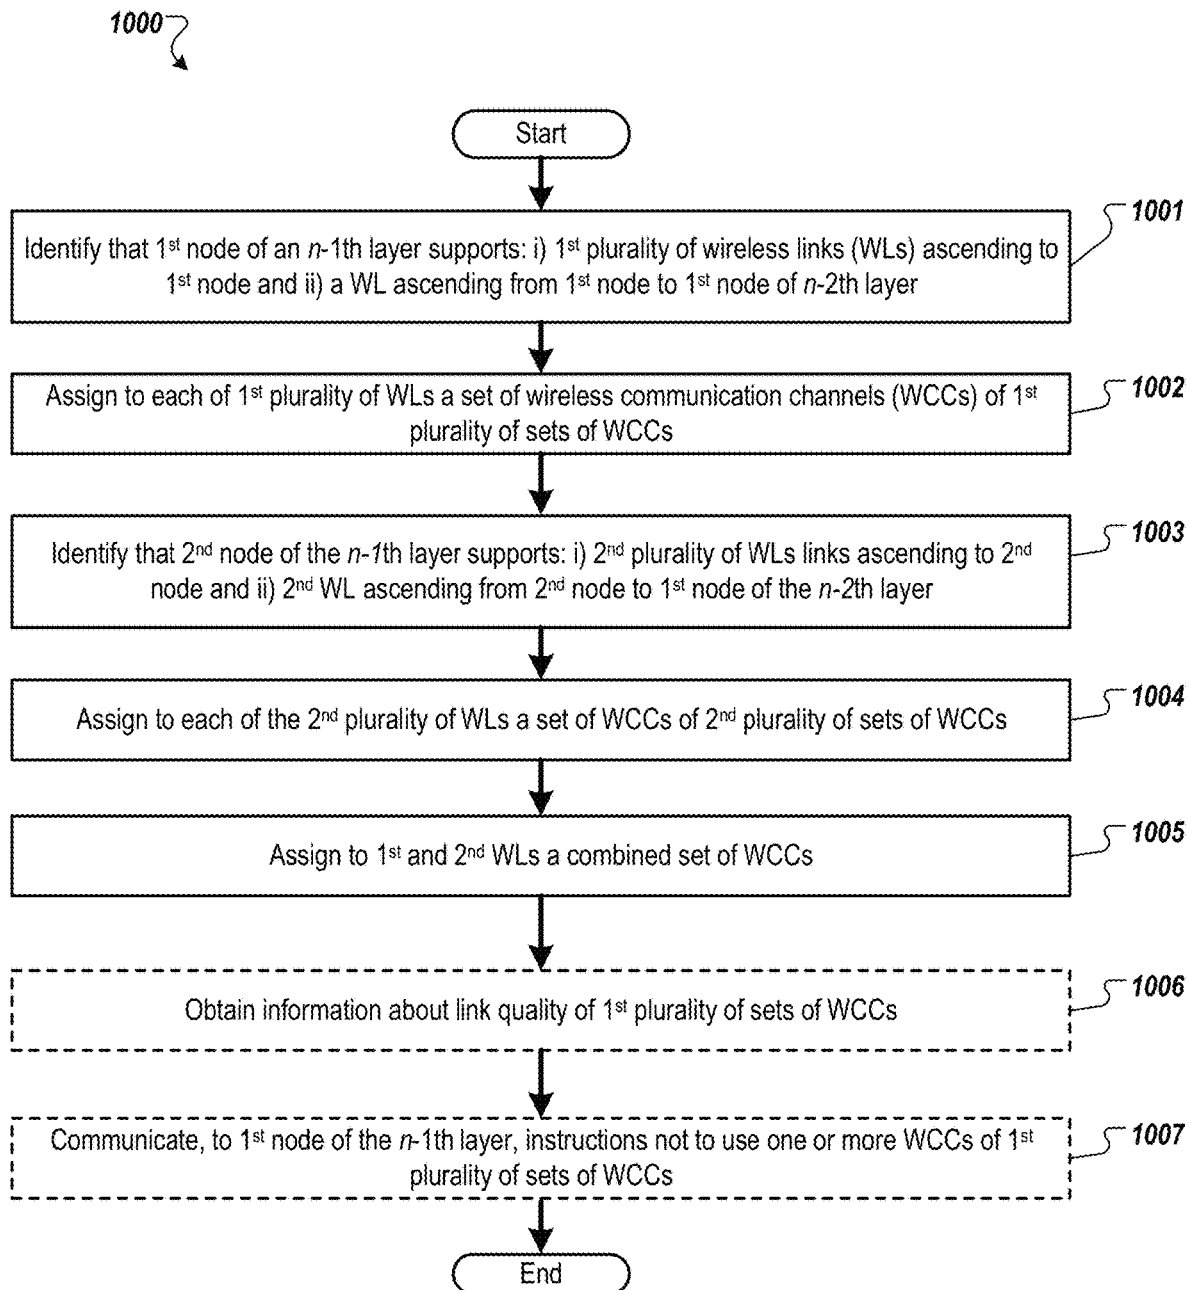 1000
Start
1001
Identify that 1st node of an n-1th layer supports: i) 1st plurality of wireless links (WLs) ascending to
1st node and ii) a WL ascending from 1st node to 1st node of n-2th layer
1002
Assign to each of 1st plurality of WLs a set of wireless communication channels (WCCs) of 1st
plurality of sets of WCCs
1003
Identify that 2nd node of the n-1th layer supports: i) 2nd plurality of WLs links ascending to 2nd
node and ii) 2nd WL ascending from 2nd node to 1st node of the n-2th layer
1004
Assign to each of the 2nd plurality of WLs a set of WCCs of 2nd plurality of sets of WCCs
1005
Assign to 1st and 2nd WLs a combined set of WCCs
1006
Obtain information about link quality of 1st plurality of sets of WCCs
1007
Communicate, to 1st node of the n-1th layer, instructions not to use one or more WCCs of 1st
plurality of sets of WCCs
End